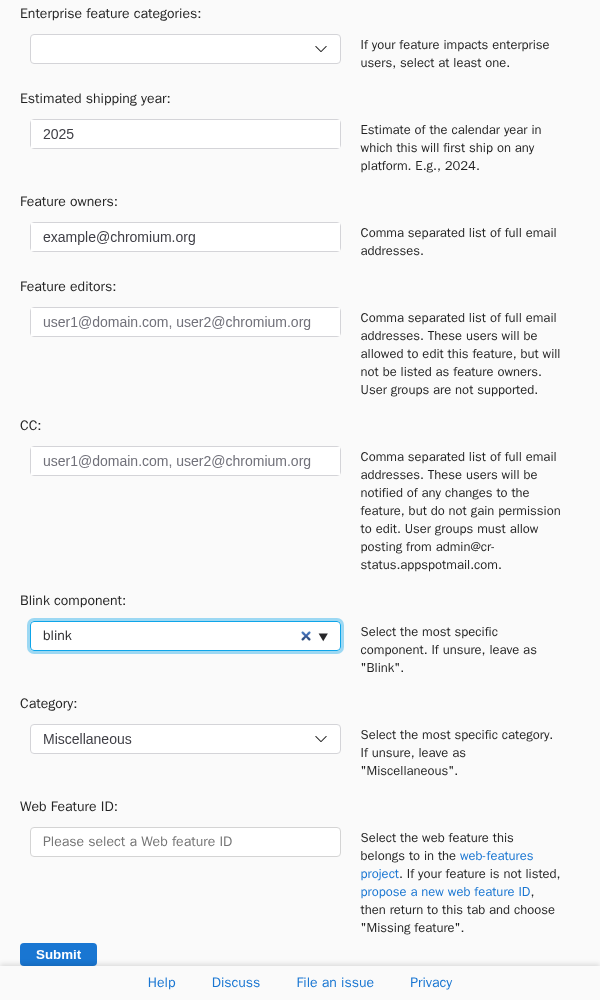 Enterprise feature categories:
If your feature impacts enterprise
users, select at least one.
Estimated shipping year:
2025
Estimate of the calendar year in
which this will first ship on any
platform. E.g., 2024.
Feature owners:
example@chromium.org
Comma separated list of full email
addresses.
Feature editors:
user1@domain.com, user2@chromium.org
Comma separated list of full email
addresses. These users will be
allowed to edit this feature, but will
not be listed as feature owners.
User groups are not supported.
CC:
user1@domain.com, user2@chromium.org
Comma separated list of full email
addresses. These users will be
notified of any changes to the
feature, but do not gain permission
to edit. User groups must allow
posting from admin@cr-
status.appspotmail.com.
Blink component:
blink
Select the most specific
component. If unsure, leave as
"Blink".
Category:
Miscellaneous
Select the most specific category.
If unsure, leave as
"Miscellaneous".
Web Feature ID:
Please select a Web feature ID
Select the web feature this
belongs to in the web-features
project. If your feature is not listed,
propose a new web feature ID,
then return to this tab and choose
"Missing feature".
Submit
Help Discuss File an issue Privacy